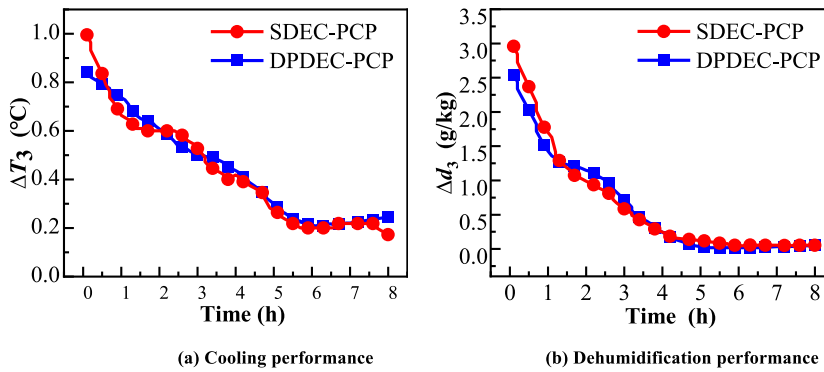 SDEC-PCP
DPDEC-PCP
ΔT3 (°C)
1.0
0.8
0.6
0.4
0.2
0.0
0 1 2 3 4 5 6 7 8
Time (h)
(a) Cooling performance
SDEC-PCP
DPDEC-PCP
Δd3 (g/kg)
3.5
3.0
2.5
2.0
1.5
1.0
0.5
0.0
0 1 2 3 4 5 6 7 8
Time (h)
(b) Dehumidification performance